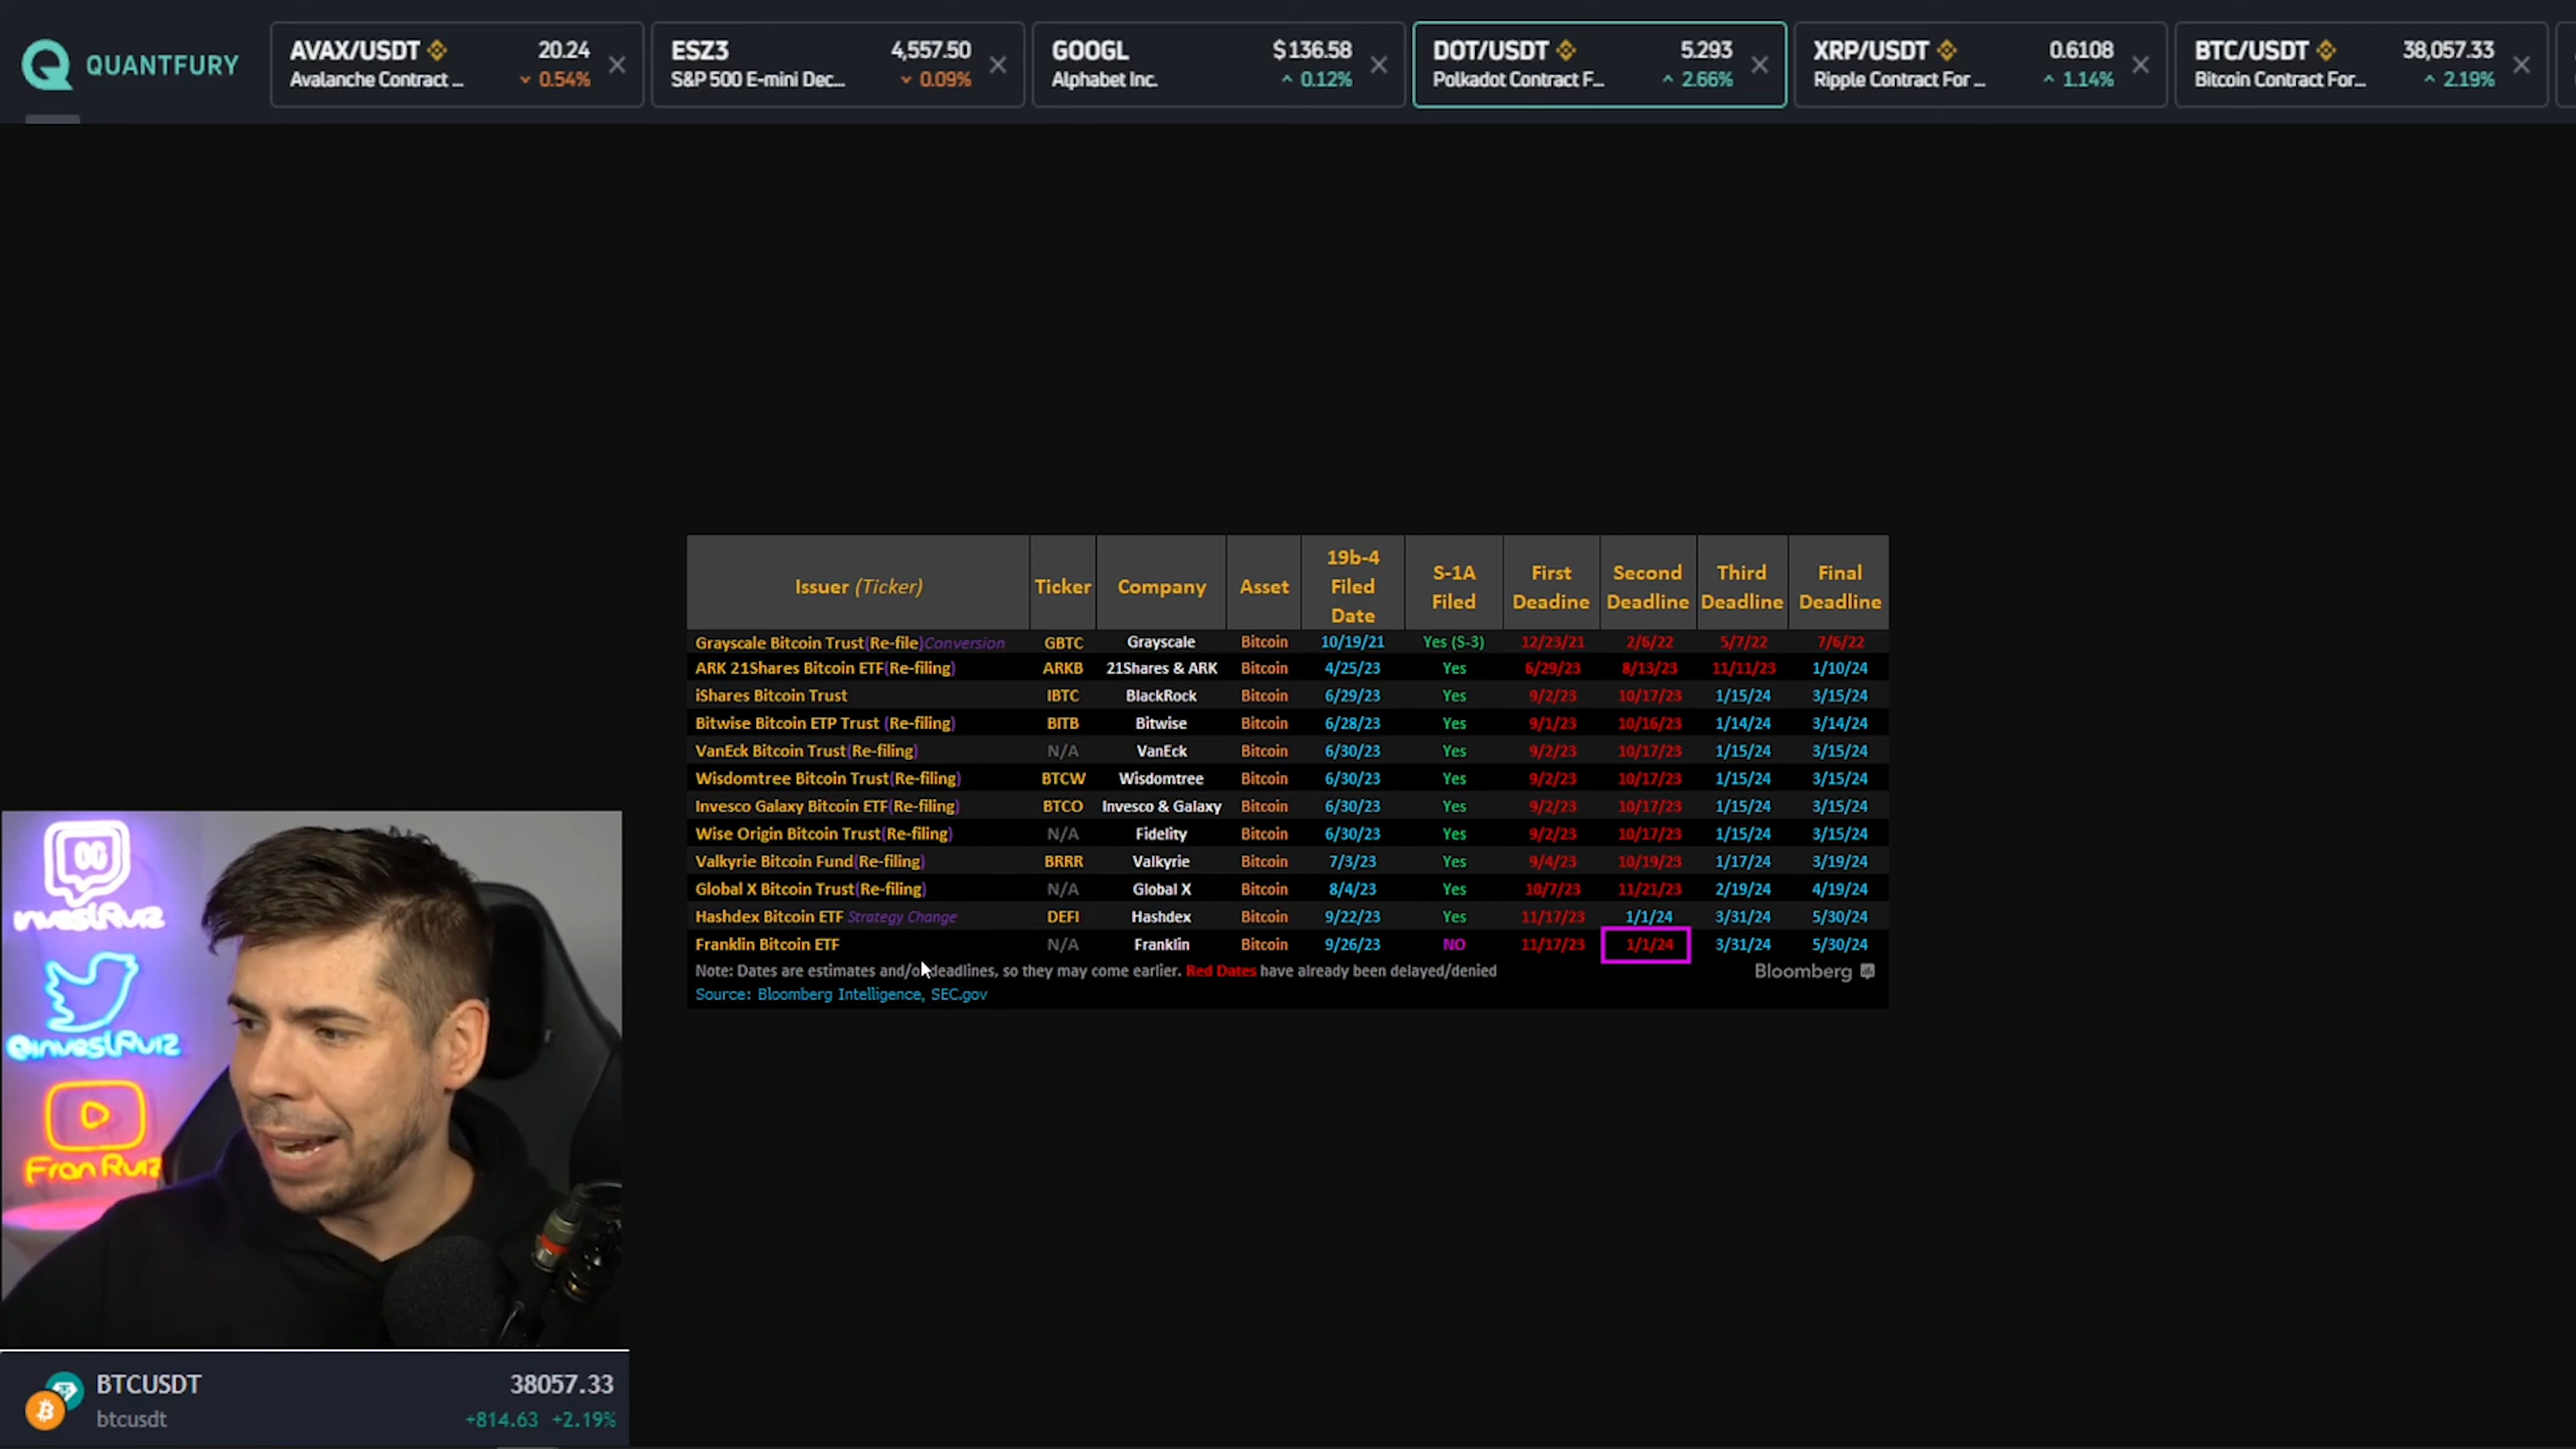 QUANTFURY
AVAX/USDT 20.24
Avalanche Contract ... 0.54%
ESZ3 4,557.50
S&P 500 E-mini Dec... 0.09%
GOOGL $136.58
Alphabet Inc. 0.12%
DOT/USDT 5.293
Polkadot Contract F... 2.66%
XRP/USDT 0.6108
Ripple Contract For ... 1.14%
BTC/USDT 38,057.33
Bitcoin Contract For... 2.19%
Issuer (Ticker) Ticker Company Asset 19b-4 Filed Date S-1A Filed First Deadine Second Deadline Third Deadline Final Deadline
Grayscale Bitcoin Trust(Re-file)Conversion GBTC Grayscale Bitcoin 10/19/21 Yes (S-3) 12/23/21 2/6/22 5/7/22 7/6/22
ARK 21Shares Bitcoin ETF(Re-filing) ARKB 21Shares & ARK Bitcoin 4/25/23 Yes 6/29/23 8/13/23 11/11/23 1/10/24
iShares Bitcoin Trust IBTC BlackRock Bitcoin 6/29/23 Yes 9/2/23 10/17/23 1/15/24 3/15/24
Bitwise Bitcoin ETP Trust (Re-filing) BITB Bitwise Bitcoin 6/28/23 Yes 9/1/23 10/16/23 1/14/24 3/14/24
VanEck Bitcoin Trust(Re-filing) N/A VanEck Bitcoin 6/30/23 Yes 9/2/23 10/17/23 1/15/24 3/15/24
Wisdomtree Bitcoin Trust(Re-filing) BTCW Wisdomtree Bitcoin 6/30/23 Yes 9/2/23 10/17/23 1/15/24 3/15/24
Invesco Galaxy Bitcoin ETF(Re-filing) BTCO Invesco & Galaxy Bitcoin 6/30/23 Yes 9/2/23 10/17/23 1/15/24 3/15/24
Wise Origin Bitcoin Trust(Re-filing) N/A Fidelity Bitcoin 6/30/23 Yes 9/2/23 10/17/23 1/15/24 3/15/24
Valkyrie Bitcoin Fund(Re-filing) BRRR Valkyrie Bitcoin 7/3/23 Yes 9/4/23 10/19/23 1/17/24 3/19/24
Global X Bitcoin Trust(Re-filing) N/A Global X Bitcoin 8/4/23 Yes 10/7/23 11/21/23 2/19/24 4/19/24
Hashdex Bitcoin ETF Strategy Change DEFI Hashdex Bitcoin 9/22/23 Yes 11/17/23 1/1/24 3/31/24 5/30/24
Franklin Bitcoin ETF N/A Franklin Bitcoin 9/26/23 NO 11/17/23 1/1/24 3/31/24 5/30/24
Note: Dates are estimates and/or deadlines, so they may come earlier. Red Dates have already been delayed/denied Bloomberg
Source: Bloomberg Intelligence, SEC.gov
InvestRuiz
@investRuiz
Fran Ruiz
BTCUSDT 38057.33
btcusdt +814.63 +2.19%